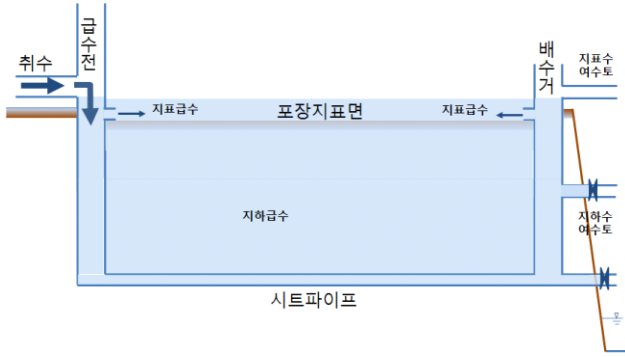 급수전
취수
배수거
지표수
여수토
지표급수
포장지표면
지표급수
지하급수
지하수
여수토
시트파이프